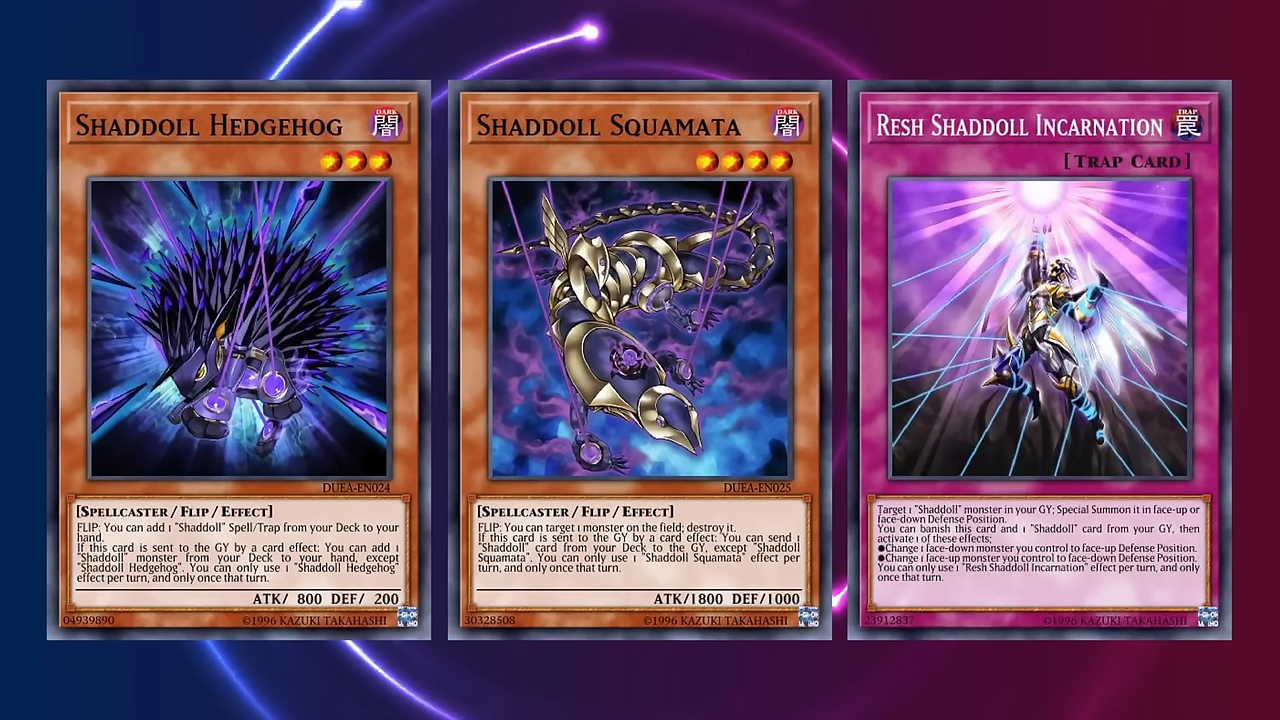 Shaddoll Hedgehog
DARK
闇
DUEA-EN024
[Spellcaster / Flip / Effect]
FLIP: You can add 1 "Shaddoll" Spell/Trap from your Deck to your
hand.
If this card is sent to the GY by a card effect: You can add 1
"Shaddoll" monster from your Deck to your hand, except
"Shaddoll Hedgehog". You can only use 1 "Shaddoll Hedgehog"
effect per turn, and only once that turn.
ATK/ 800 DEF/ 200
04939890
©1996 KAZUKI TAKAHASHI
Shaddoll Squamata
DARK
闇
DUEA-EN025
[Spellcaster / Flip / Effect]
FLIP: You can target 1 monster on the field; destroy it.
If this card is sent to the GY by a card effect: You can send 1
"Shaddoll" card from your Deck to the GY, except "Shaddoll
Squamata". You can only use 1 "Shaddoll Squamata" effect per
turn, and only once that turn.
ATK/1800 DEF/1000
30328508
©1996 KAZUKI TAKAHASHI
Resh Shaddoll Incarnation
TRAP
罠
[Trap Card]
Target 1 "Shaddoll" monster in your GY; Special Summon it in face-up or
face-down Defense Position.
You can banish this card and 1 "Shaddoll" card from your GY, then
activate 1 of these effects;
●Change 1 face-down monster you control to face-up Defense Position.
●Change 1 face-up monster you control to face-down Defense Position.
You can only use 1 "Resh Shaddoll Incarnation" effect per turn, and only
once that turn.
23912837
©1996 KAZUKI TAKAHASHI